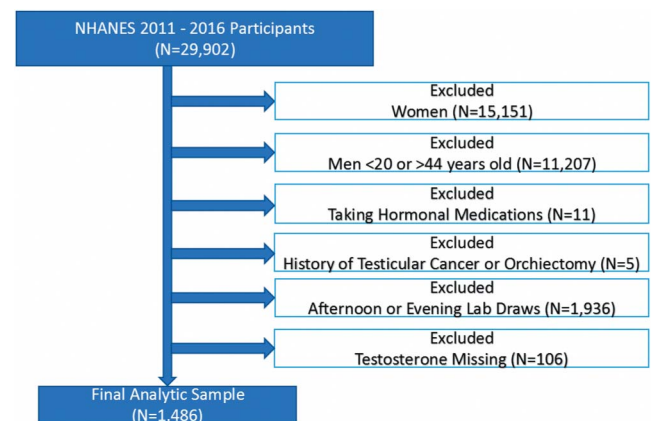 NHANES 2011 - 2016 Participants
(N=29,902)
Excluded
Women (N=15,151)
Excluded
Men <20 or >44 years old (N=11,207)
Excluded
Taking Hormonal Medications (N=11)
Excluded
History of Testicular Cancer or Orchiectomy (N=5)
Excluded
Afternoon or Evening Lab Draws (N=1,936)
Excluded
Testosterone Missing (N=106)
Final Analytic Sample
(N=1,486)